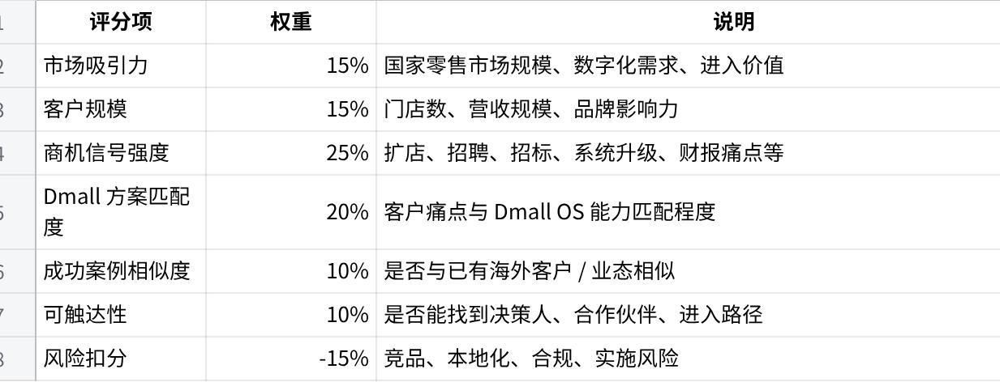 评分项 权重 说明
2 市场吸引力 15% 国家零售市场规模、数字化需求、进入价值
3 客户规模 15% 门店数、营收规模、品牌影响力
4 商机信号强度 25% 扩店、招聘、招标、系统升级、财报痛点等
5 Dmall 方案匹配
度 20% 客户痛点与 Dmall OS 能力匹配程度
6 成功案例相似度 10% 是否与已有海外客户 / 业态相似
7 可触达性 10% 是否能找到决策人、合作伙伴、进入路径
8 风险扣分 -15% 竞品、本地化、合规、实施风险